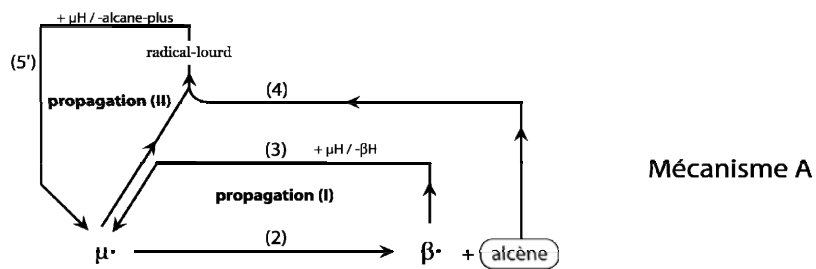 + μH / -alcane-plus
radical-lourd
(5')
propagation (II)
(4)
(3) + μH / -βH
Mécanisme A
propagation (I)
(2)
μ· β· + alcène